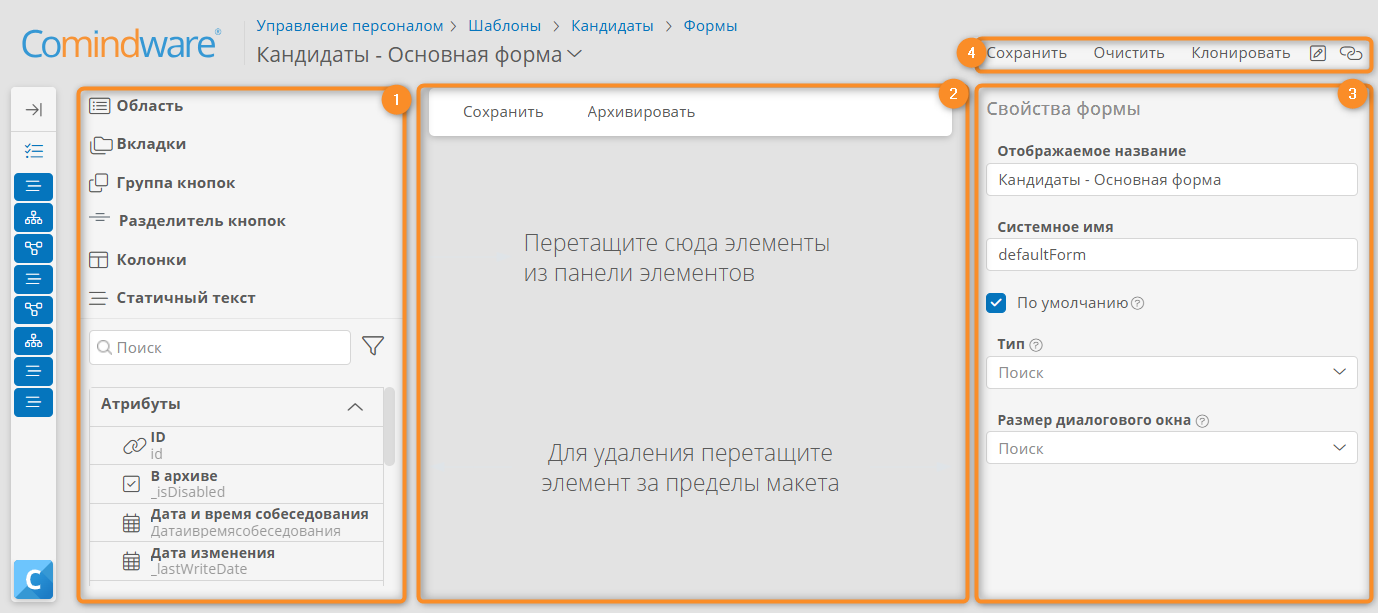 Comindware®
Управление персоналом > Шаблоны > Кандидаты > Формы
Кандидаты - Основная форма
4
Сохранить Очистить Клонировать
1
Область
Вкладки
Группа кнопок
Разделитель кнопок
Колонки
Статичный текст
Поиск
Атрибуты
ID
id
В архиве
_isDisabled
Дата и время собеседования
Датаивремясобеседования
Дата изменения
_lastWriteDate
C
2
Сохранить Архивировать
Перетащите сюда элементы
из панели элементов
Для удаления перетащите
элемент за пределы макета
3
Свойства формы
Отображаемое название
Кандидаты - Основная форма
Системное имя
defaultForm
По умолчанию ?
Тип ?
Поиск
Размер диалогового окна ?
Поиск